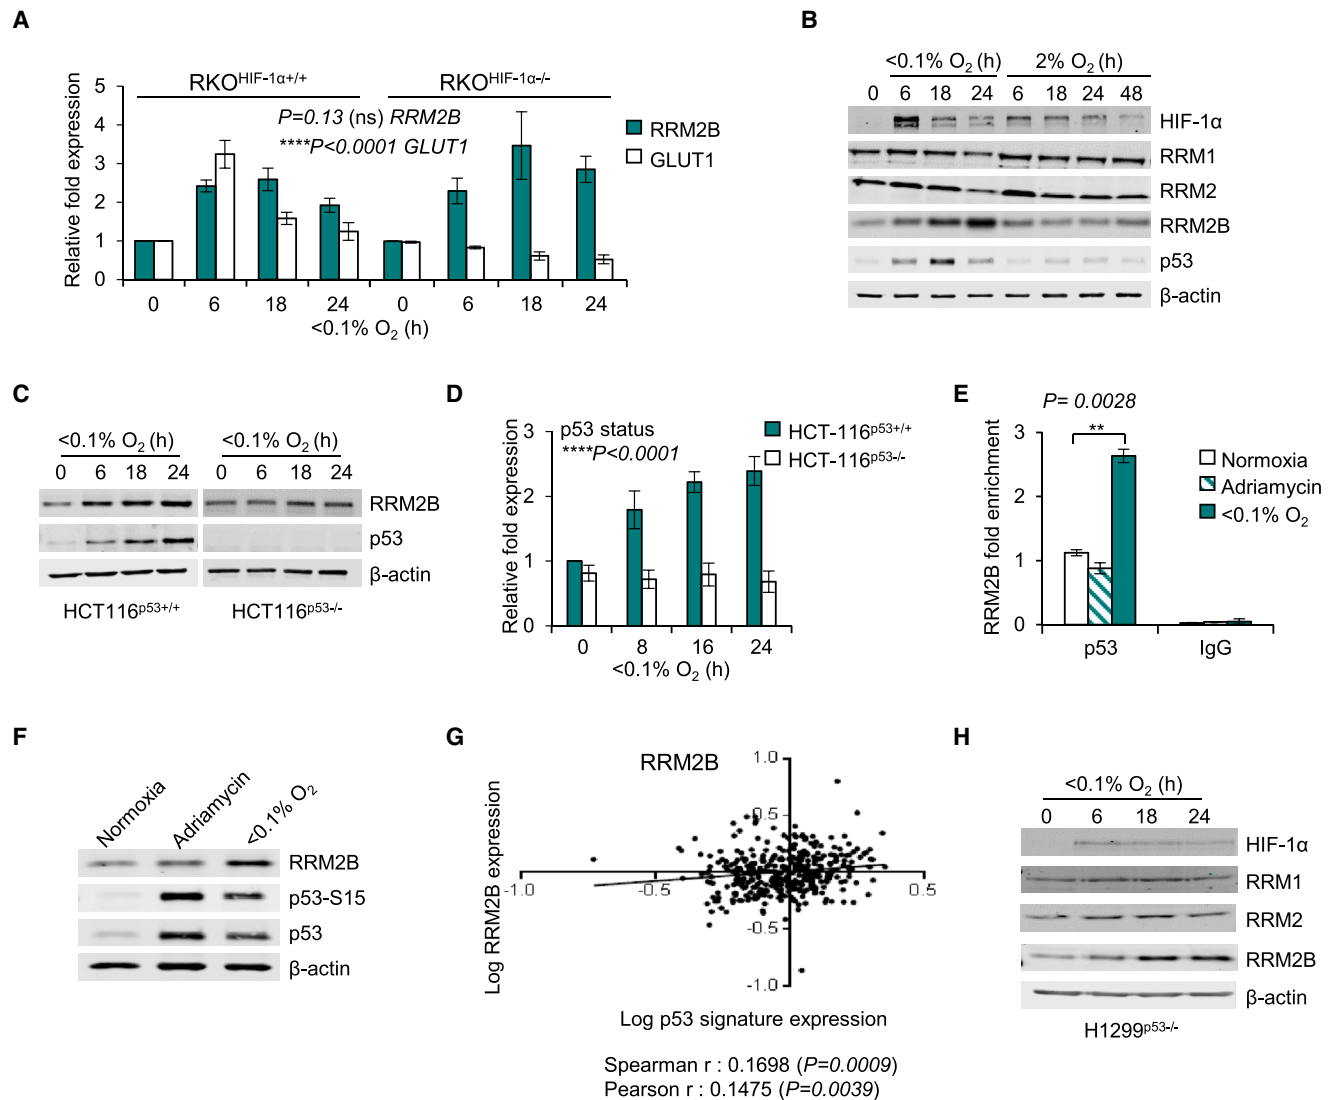 A
RKO^HIF-1α+/+ RKO^HIF-1α-/-
P=0.13 (ns) RRM2B
****P<0.0001 GLUT1
RRM2B
GLUT1
Relative fold expression
5
4
3
2
1
0
0 6 18 24 0 6 18 24
<0.1% O₂ (h)
B
<0.1% O₂ (h) 2% O₂ (h)
0 6 18 24 6 18 24 48
HIF-1α
RRM1
RRM2
RRM2B
p53
β-actin
C
<0.1% O₂ (h) <0.1% O₂ (h)
0 6 18 24 0 6 18 24
RRM2B
p53
β-actin
HCT116^p53+/+ HCT116^p53-/-
D
p53 status
****P<0.0001
HCT-116^p53+/+
HCT-116^p53-/-
Relative fold expression
3
2
1
0
0 8 16 24
<0.1% O₂ (h)
E
P= 0.0028
**
Normoxia
Adriamycin
<0.1% O₂
RRM2B fold enrichment
3
2
1
0
p53 IgG
F
Normoxia Adriamycin <0.1% O₂
RRM2B
p53-S15
p53
β-actin
G
RRM2B
Log RRM2B expression
1.0
0.5
-1.0 -0.5 0.5
-0.5
-1.0
Log p53 signature expression
Spearman r : 0.1698 (P=0.0009)
Pearson r : 0.1475 (P=0.0039)
H
<0.1% O₂ (h)
0 6 18 24
HIF-1α
RRM1
RRM2
RRM2B
β-actin
H1299^p53-/-